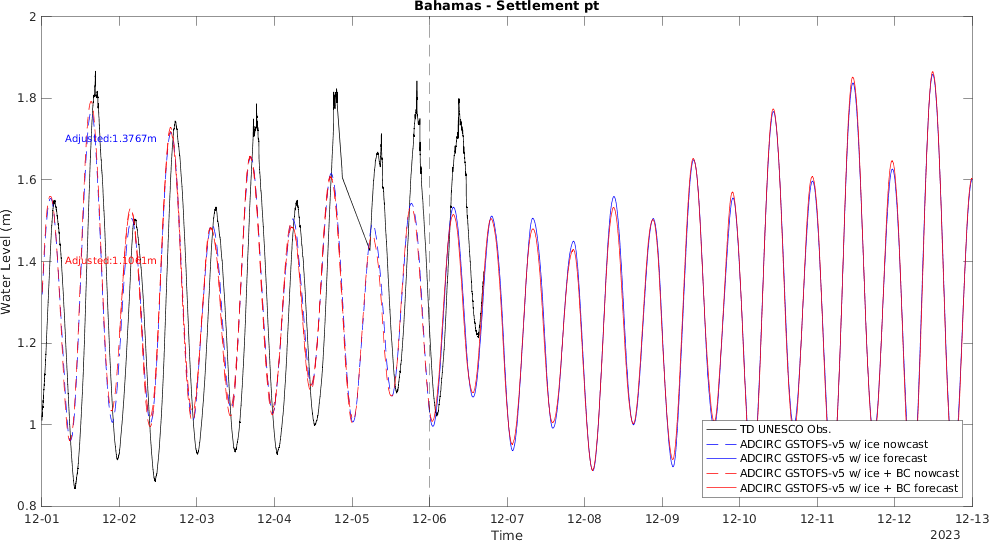 Bahamas - Settlement pt
2
1.8
1.6
1.4
1.2
1
0.8
Water Level (m)
Adjusted:1.3767m
Adjusted:1.1061m
TD UNESCO Obs.
ADCIRC GSTOFS-v5 w/ ice nowcast
ADCIRC GSTOFS-v5 w/ ice forecast
ADCIRC GSTOFS-v5 w/ ice + BC nowcast
ADCIRC GSTOFS-v5 w/ ice + BC forecast
12-01 12-02 12-03 12-04 12-05 12-06 12-07 12-08 12-09 12-10 12-11 12-12 12-13
Time
2023